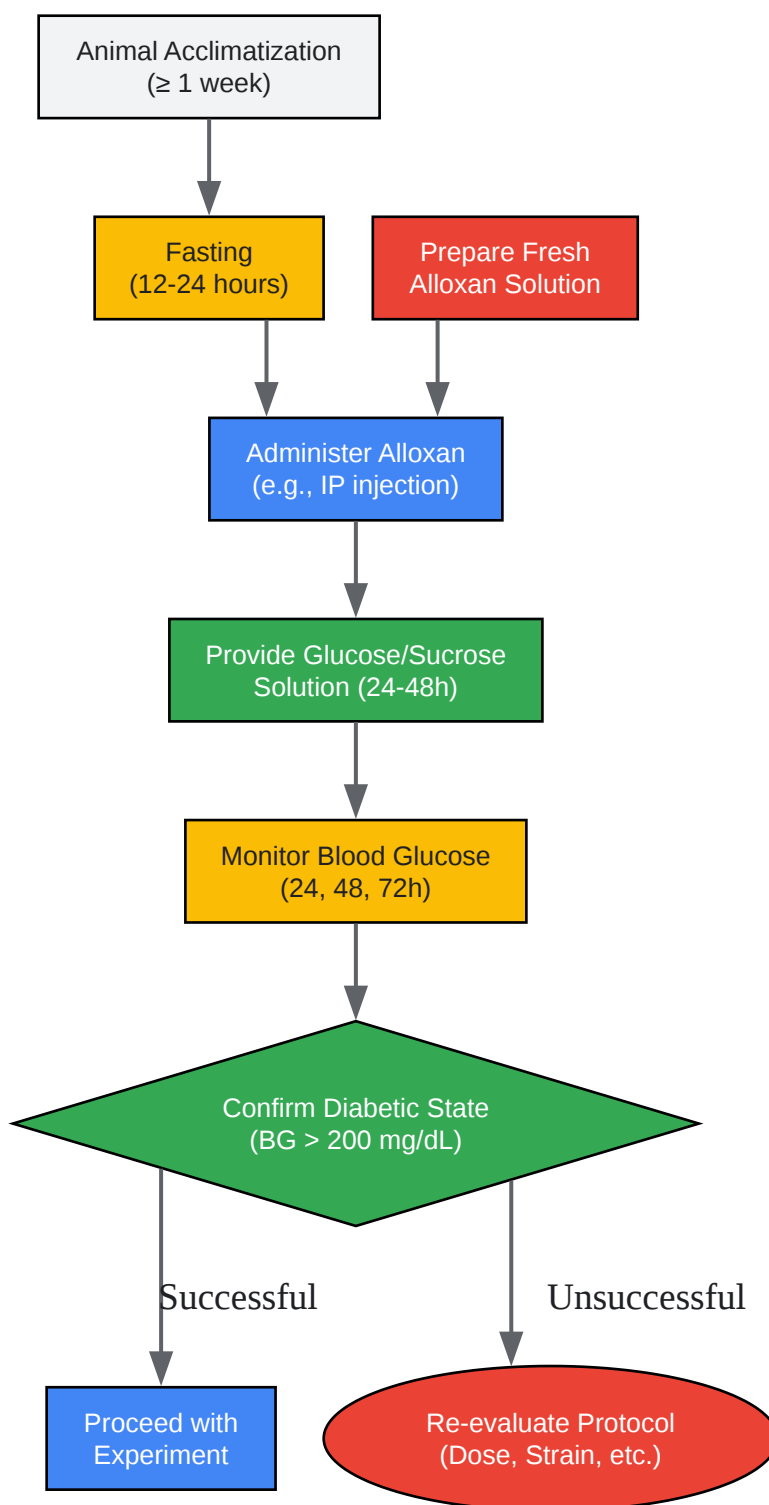 Animal Acclimatization
(≥ 1 week)
Fasting
(12-24 hours)
Prepare Fresh
Alloxan Solution
Administer Alloxan
(e.g., IP injection)
Provide Glucose/Sucrose
Solution (24-48h)
Monitor Blood Glucose
(24, 48, 72h)
Confirm Diabetic State
(BG > 200 mg/dL)
Successful
Unsuccessful
Proceed with
Experiment
Re-evaluate Protocol
(Dose, Strain, etc.)